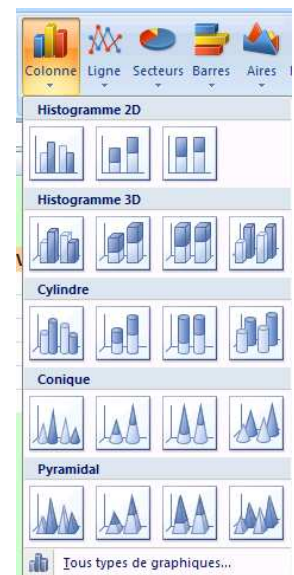 Colonne Ligne Secteurs Barres Aires
Histogramme 2D
Histogramme 3D
Cylindre
Conique
Pyramidal
Tous types de graphiques...